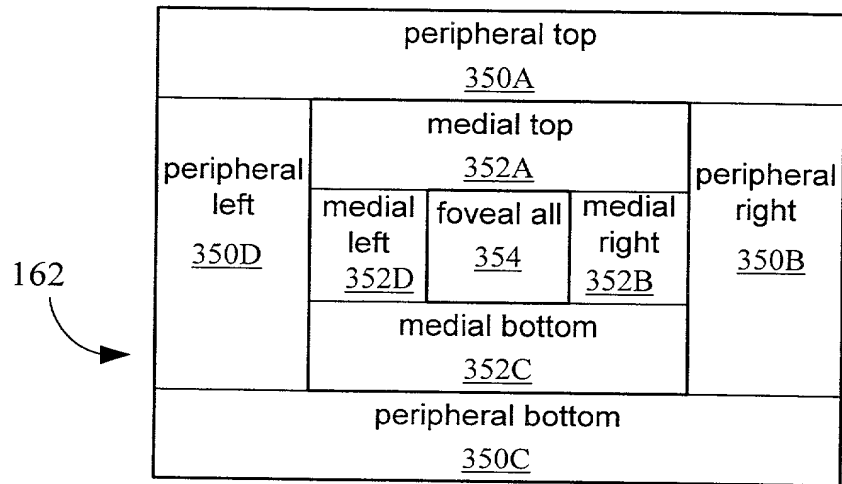 peripheral top
350A
medial top
352A
peripheral
left
350D
medial
left
352D
foveal all
354
medial
right
352B
peripheral
right
350B
162
medial bottom
352C
peripheral bottom
350C